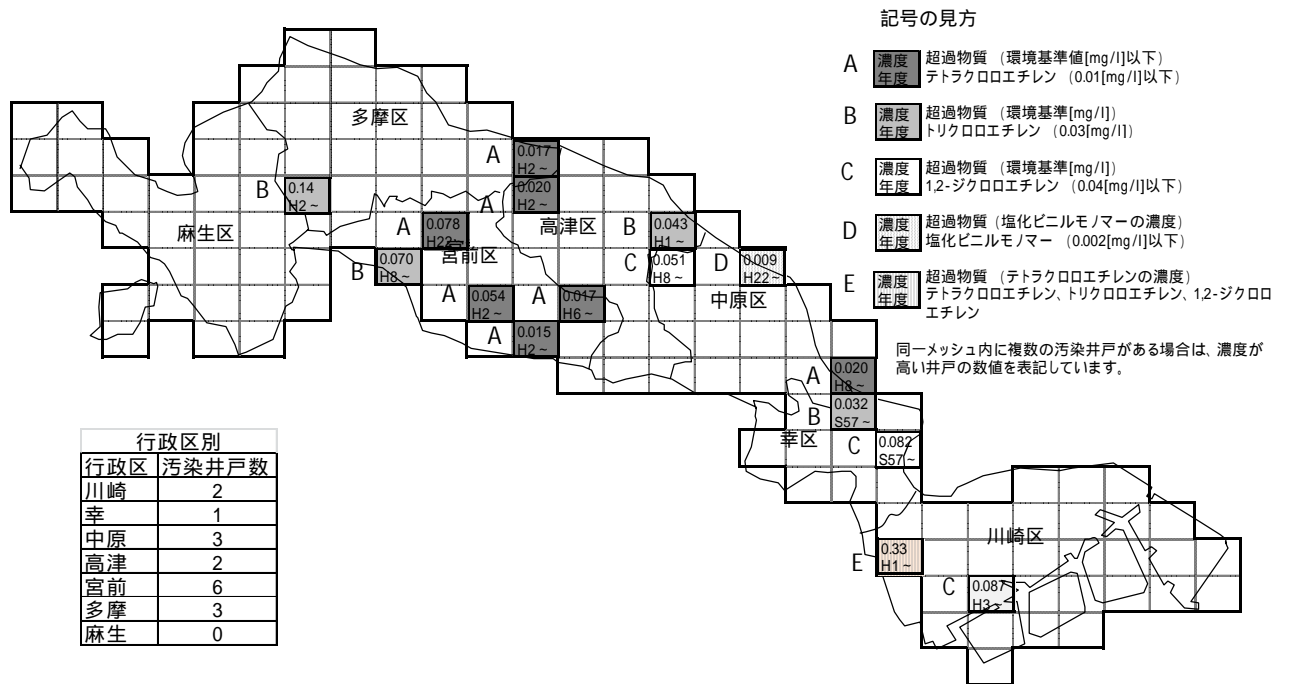 記号の見方
A
濃度
年度
超過物質 (環境基準値[mg/l]以下)
テトラクロロエチレン (0.01[mg/l]以下)
B
濃度
年度
超過物質 (環境基準[mg/l])
トリクロロエチレン (0.03[mg/l])
C
濃度
年度
超過物質 (環境基準[mg/l])
1,2-ジクロロエチレン (0.04[mg/l]以下)
D
濃度
年度
超過物質 (塩化ビニルモノマーの濃度)
塩化ビニルモノマー (0.002[mg/l]以下)
E
濃度
年度
超過物質 (テトラクロロエチレンの濃度)
テトラクロロエチレン、トリクロロエチレン、1,2-ジクロロ
エチレン
同一メッシュ内に複数の汚染井戸がある場合は、濃度が
高い井戸の数値を表記しています。
多摩区
A
0.017
H2~
B
0.14
H2~
A
0.020
H2~
麻生区
A
0.078
H22~
宮前区
高津区
B
0.043
H1~
B
0.070
H8~
C
0.051
H8~
D
0.009
H22~
中原区
A
0.054
H2~
A
0.017
H6~
A
0.015
H2~
A
0.020
H8~
B
0.032
S57~
幸区
C
0.082
S57~
川崎区
E
0.33
H1~
C
0.087
H3~
行政区別
行政区 汚染井戸数
川崎 2
幸 1
中原 3
高津 2
宮前 6
多摩 3
麻生 0